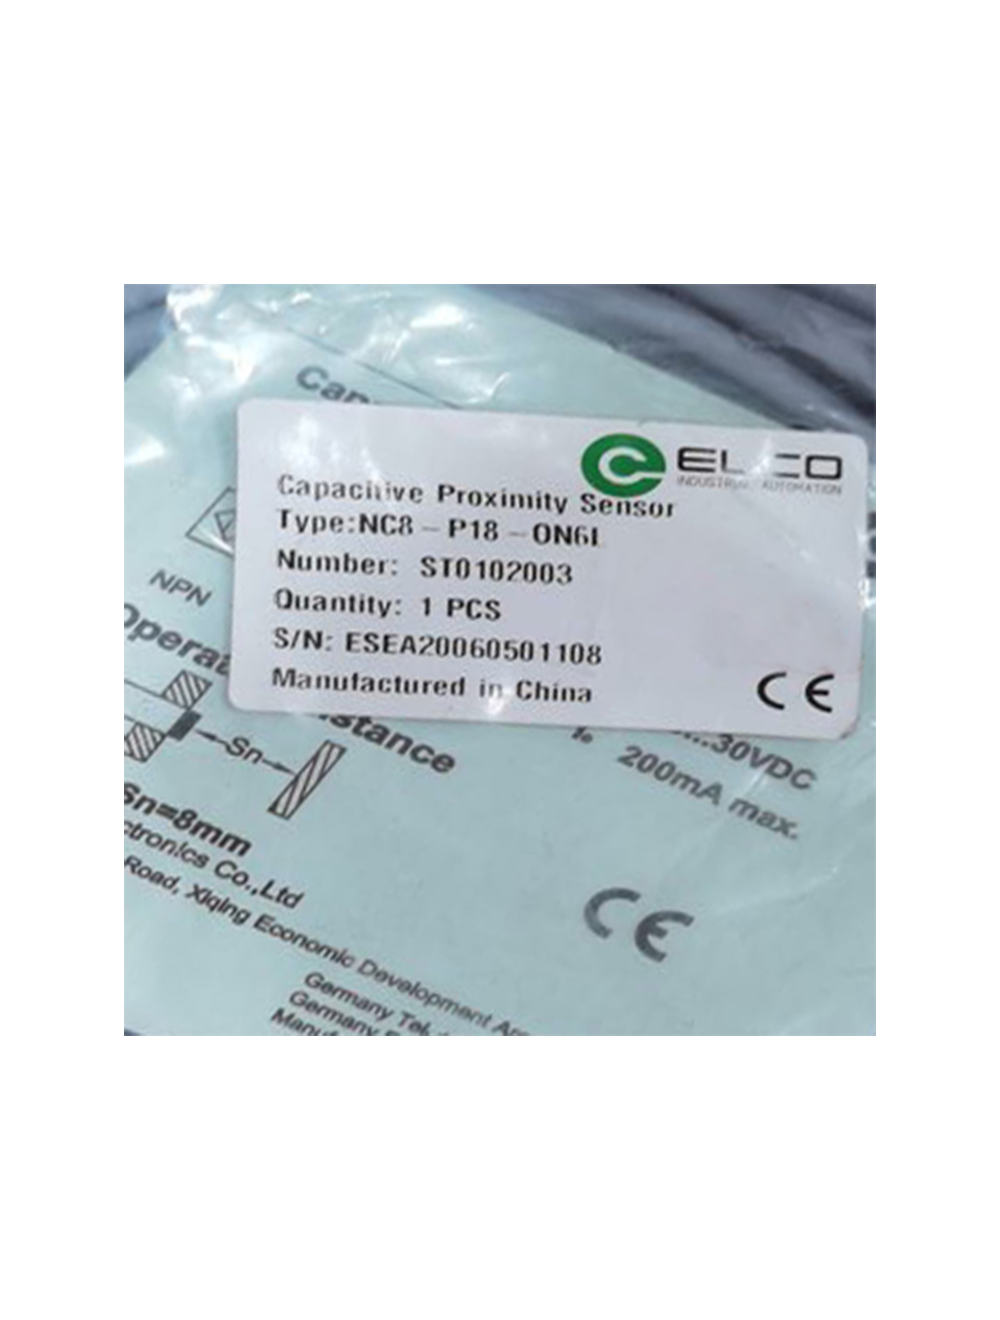 ELCO
INDUSTRIAL AUTOMATION
Capacitive Proximity Sensor
Type:NC8-P18-ON6L
Number: ST0102003
Quantity: 1 PCS
S/N: ESEA20060501108
Manufactured in China
CE
NPN
Sn
30VDC
200mA max.
Sn=8mm
Co.,Ltd
Road, Xiqing Economic Development
CE
Germany Tel
Germany